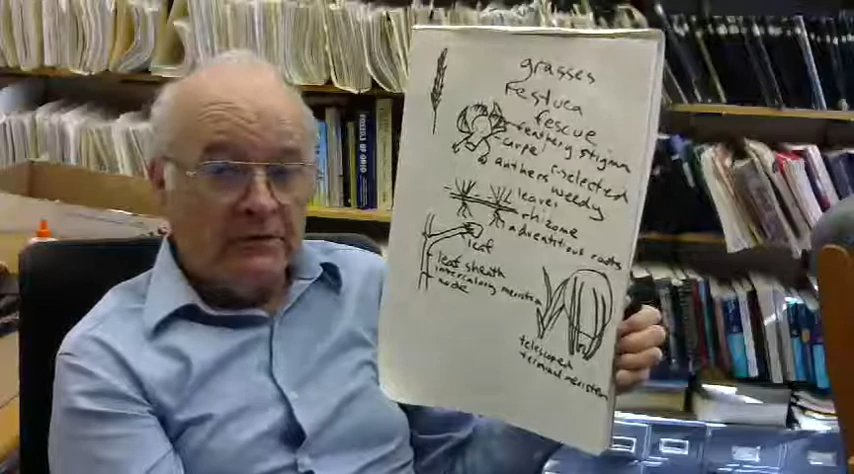 grasses
Festuca
fescue
feathery stigma
carpel
anthers
r-selected
weedy
leaves
rhizome
adventitious roots
leaf
leaf sheath
intercalary meristem
node
telescoped
terminal meristem